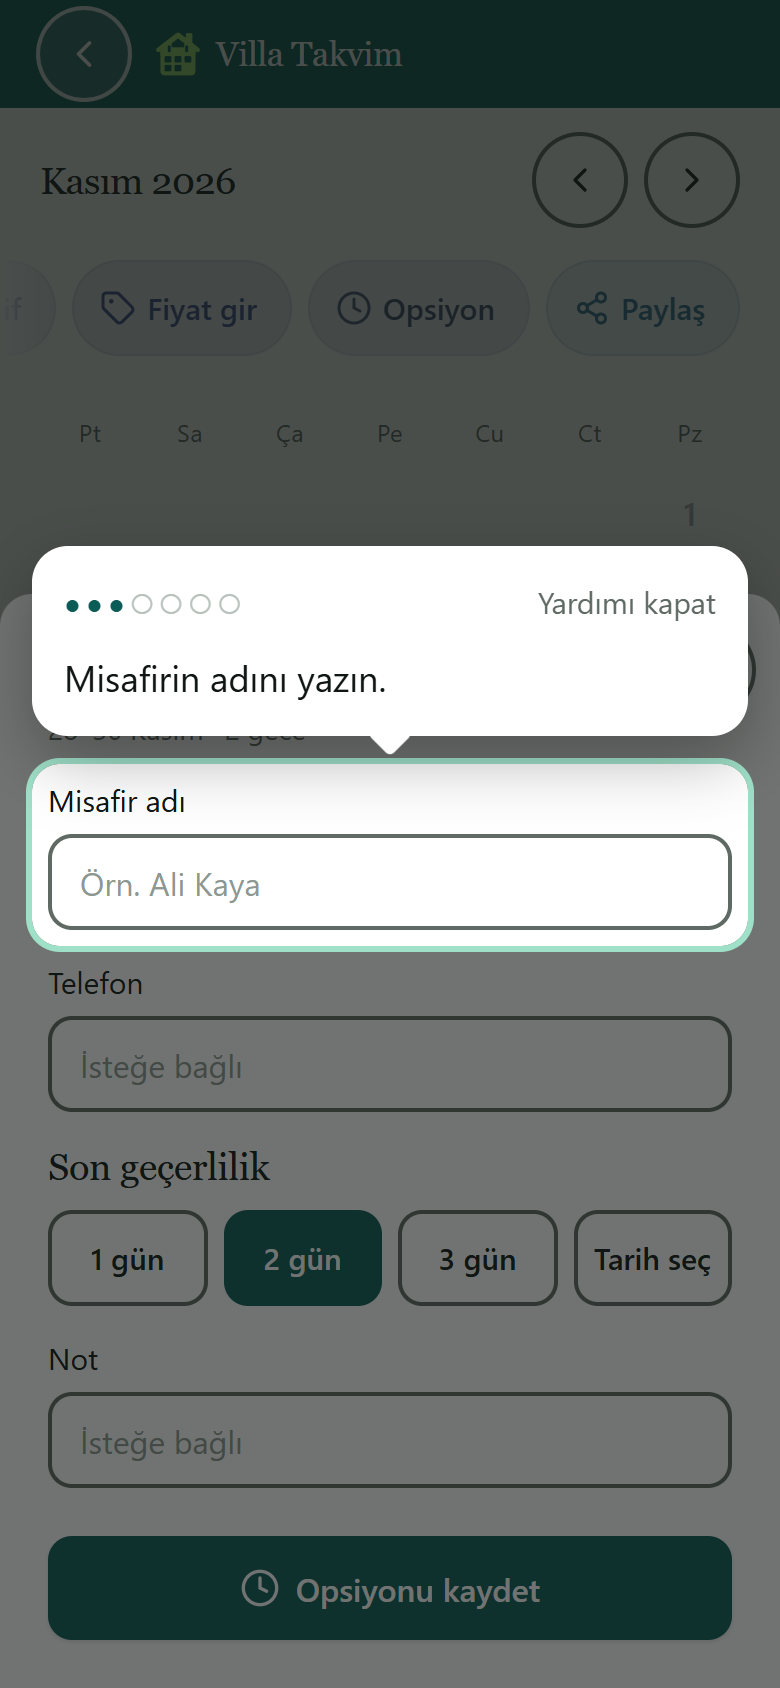 Villa Takvim
Kasım 2026
if
Fiyat gir
Opsiyon
Paylaş
Pt Sa Ça Pe Cu Ct Pz
1
Yardımı kapat
Misafirin adını yazın.
Misafir adı
Örn. Ali Kaya
Telefon
İsteğe bağlı
Son geçerlilik
1 gün
2 gün
3 gün
Tarih seç
Not
İsteğe bağlı
Opsiyonu kaydet